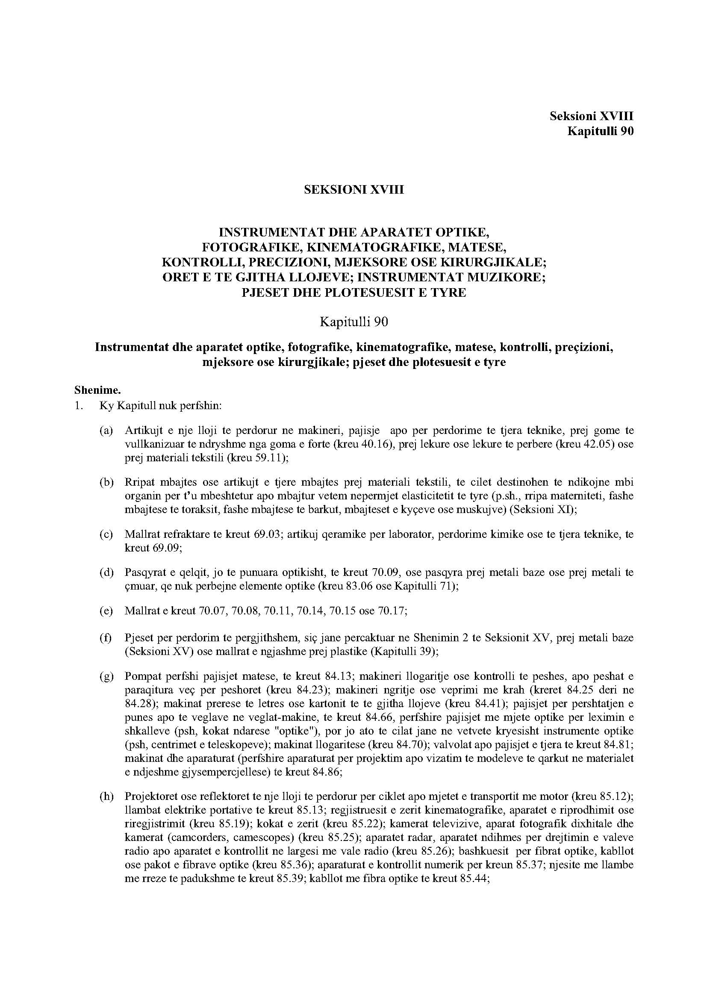 Seksioni XVIII
Kapitulli 90
SEKSIONI XVIII
INSTRUMENTAT DHE APARATET OPTIKE,
FOTOGRAFIKE, KINEMATOGRAFIKE, MATESE,
KONTROLLI, PRECIZIONI, MJEKSORE OSE KIRURGJIKALE;
ORET E TE GJITHA LLOJEVE; INSTRUMENTAT MUZIKORE;
PJESET DHE PLOTESUESIT E TYRE
Kapitulli 90
Instrumentat dhe aparatet optike, fotografike, kinematografike, matese, kontrolli, preçizioni,
mjeksore ose kirurgjikale; pjeset dhe plotesuesit e tyre
Shenime.
1. Ky Kapitull nuk perfshin:
(a) Artikujt e nje lloji te perdorur ne makineri, pajisje apo per perdorime te tjera teknike, prej gome te
vullkanizuar te ndryshme nga goma e forte (kreu 40.16), prej lekure ose lekure te perbere (kreu 42.05) ose
prej materiali tekstili (kreu 59.11);
(b) Rripat mbajtes ose artikujt e tjere mbajtes prej materiali tekstili, te cilet destinohen te ndikojne mbi
organin per t’u mbeshtetur apo mbajtur vetem nepermjet elasticitetit te tyre (p.sh., rripa materniteti, fashe
mbajtese te toraksit, fashe mbajtese te barkut, mbajteset e kyçeve ose muskujve) (Seksioni XI);
(c) Mallrat refraktare te kreut 69.03; artikuj qeramike per laborator, perdorime kimike ose te tjera teknike, te
kreut 69.09;
(d) Pasqyrat e qelqit, jo te punuara optikisht, te kreut 70.09, ose pasqyra prej metali baze ose prej metali te
çmuar, qe nuk perbejne elemente optike (kreu 83.06 ose Kapitulli 71);
(e) Mallrat e kreut 70.07, 70.08, 70.11, 70.14, 70.15 ose 70.17;
(f) Pjeset per perdorim te pergjithshem, siç jane percaktuar ne Shenimin 2 te Seksionit XV, prej metali baze
(Seksioni XV) ose mallrat e ngjashme prej plastike (Kapitulli 39);
(g) Pompat perfshi pajisjet matese, te kreut 84.13; makineri llogaritje ose kontrolli te peshes, apo peshat e
paraqitura veç per peshoret (kreu 84.23); makineri ngritje ose veprimi me krah (kreret 84.25 deri ne
84.28); makinat prerese te letres ose kartonit te te gjitha llojeve (kreu 84.41); pajisjet per pershtatjen e
punes apo te veglave ne veglat-makine, te kreut 84.66, perfshire pajisjet me mjete optike per leximin e
shkalleve (psh, kokat ndarese "optike"), por jo ato te cilat jane ne vetvete kryesisht instrumente optike
(psh, centrimet e teleskopeve); makinat llogaritese (kreu 84.70); valvolat apo pajisjet e tjera te kreut 84.81;
makinat dhe aparaturat (perfshire aparaturat per projektim apo vizatim te modeleve te qarkut ne materialet
e ndjeshme gjysempercjellese) te kreut 84.86;
(h) Projektoret ose reflektoret te nje lloji te perdorur per ciklet apo mjetet e transportit me motor (kreu 85.12);
llambat elektrike portative te kreut 85.13; regjistruesit e zerit kinematografike, aparatet e riprodhimit ose
riregjistrimit (kreu 85.19); kokat e zerit (kreu 85.22); kamerat televizive, aparat fotografik dixhitale dhe
kamerat (camcorders, camescopes) (kreu 85.25); aparatet radar, aparatet ndihmes per drejtimin e valeve
radio apo aparatet e kontrollit ne largesi me vale radio (kreu 85.26); bashkuesit per fibrat optike, kabllot
ose pakot e fibrave optike (kreu 85.36); aparaturat e kontrollit numerik per kreun 85.37; njesite me llambe
me rreze te padukshme te kreut 85.39; kabllot me fibra optike te kreut 85.44;